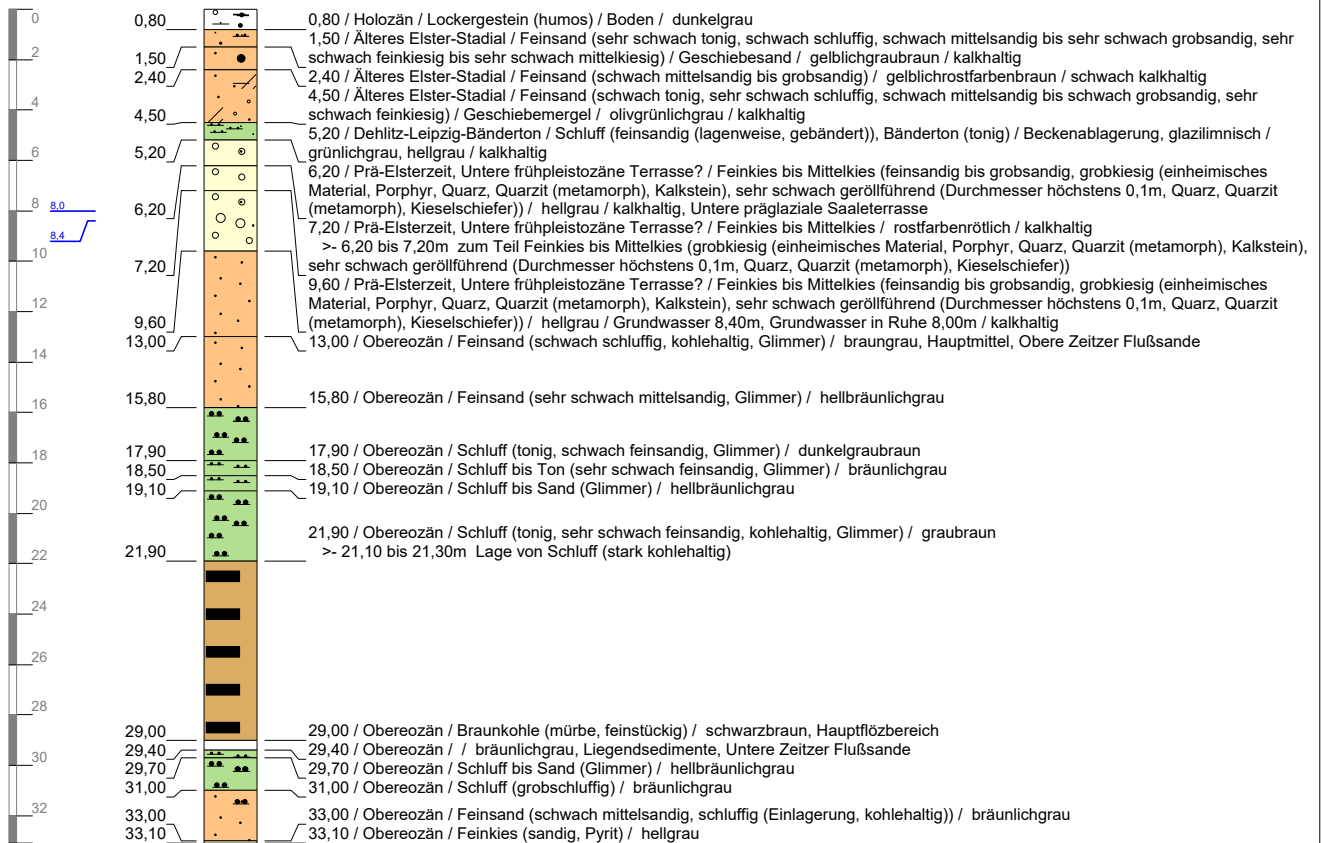 0
2
4
6
8
10
12
14
16
18
20
22
24
26
28
30
32
8,0
8,4
0,80
1,50
2,40
4,50
5,20
6,20
7,20
9,60
13,00
15,80
17,90
18,50
19,10
21,90
29,00
29,40
29,70
31,00
33,00
33,10
0,80 / Holozän / Lockergestein (humos) / Boden / dunkelgrau
1,50 / Älteres Elster-Stadial / Feinsand (sehr schwach tonig, schwach schluffig, schwach mittelsandig bis sehr schwach grobsandig, sehr
schwach feinkiesig bis sehr schwach mittelkiesig) / Geschiebesand / gelblichgraubraun / kalkhaltig
2,40 / Älteres Elster-Stadial / Feinsand (schwach mittelsandig bis grobsandig) / gelblichrostfarbenbraun / schwach kalkhaltig
4,50 / Älteres Elster-Stadial / Feinsand (schwach tonig, sehr schwach schluffig, schwach mittelsandig bis schwach grobsandig, sehr
schwach feinkiesig) / Geschiebemergel / olivgrünlichgrau / kalkhaltig
5,20 / Dehlitz-Leipzig-Bänderton / Schluff (feinsandig (lagenweise, gebändert)), Bänderton (tonig) / Beckenablagerung, glazilimnisch /
grünlichgrau, hellgrau / kalkhaltig
6,20 / Prä-Elsterzeit, Untere frühpleistozäne Terrasse? / Feinkies bis Mittelkies (feinsandig bis grobsandig, grobkiesig (einheimisches
Material, Porphyr, Quarz, Quarzit (metamorph), Kalkstein), sehr schwach geröllführend (Durchmesser höchstens 0,1m, Quarz, Quarzit
(metamorph), Kieselschiefer)) / hellgrau / kalkhaltig, Untere präglaziale Saaleterrasse
7,20 / Prä-Elsterzeit, Untere frühpleistozäne Terrasse? / Feinkies bis Mittelkies / rostfarbenrötlich / kalkhaltig
>- 6,20 bis 7,20m zum Teil Feinkies bis Mittelkies (grobkiesig (einheimisches Material, Porphyr, Quarz, Quarzit (metamorph), Kalkstein),
sehr schwach geröllführend (Durchmesser höchstens 0,1m, Quarz, Quarzit (metamorph), Kieselschiefer))
9,60 / Prä-Elsterzeit, Untere frühpleistozäne Terrasse? / Feinkies bis Mittelkies (feinsandig bis grobsandig, grobkiesig (einheimisches
Material, Porphyr, Quarz, Quarzit (metamorph), Kalkstein), sehr schwach geröllführend (Durchmesser höchstens 0,1m, Quarz, Quarzit
(metamorph), Kieselschiefer)) / hellgrau / Grundwasser 8,40m, Grundwasser in Ruhe 8,00m / kalkhaltig
13,00 / Obereozän / Feinsand (schwach schluffig, kohlehaltig, Glimmer) / braungrau, Hauptmittel, Obere Zeitzer Flußsande
15,80 / Obereozän / Feinsand (sehr schwach mittelsandig, Glimmer) / hellbräunlichgrau
17,90 / Obereozän / Schluff (tonig, schwach feinsandig, Glimmer) / dunkelgraubraun
18,50 / Obereozän / Schluff bis Ton (sehr schwach feinsandig, Glimmer) / bräunlichgrau
19,10 / Obereozän / Schluff bis Sand (Glimmer) / hellbräunlichgrau
21,90 / Obereozän / Schluff (tonig, sehr schwach feinsandig, kohlehaltig, Glimmer) / graubraun
>- 21,10 bis 21,30m Lage von Schluff (stark kohlehaltig)
29,00 / Obereozän / Braunkohle (mürbe, feinstückig) / schwarzbraun, Hauptflözbereich
29,40 / Obereozän / / bräunlichgrau, Liegendsedimente, Untere Zeitzer Flußsande
29,70 / Obereozän / Schluff bis Sand (Glimmer) / hellbräunlichgrau
31,00 / Obereozän / Schluff (grobschluffig) / bräunlichgrau
33,00 / Obereozän / Feinsand (schwach mittelsandig, schluffig (Einlagerung, kohlehaltig)) / bräunlichgrau
33,10 / Obereozän / Feinkies (sandig, Pyrit) / hellgrau